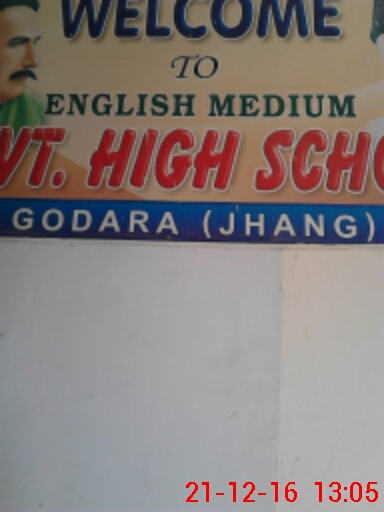 WELCOME
TO
ENGLISH MEDIUM
VT. HIGH SCHO
GODARA (JHANG)
21-12-16 13:05